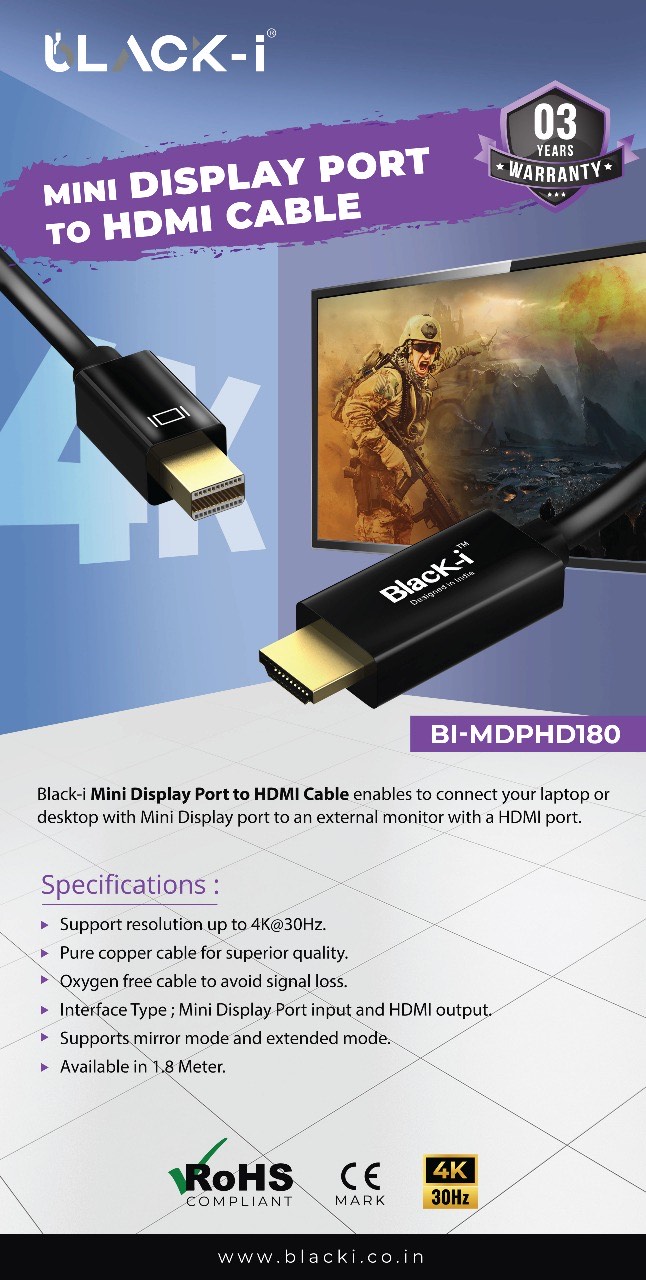 BLACK-i®
03
YEARS
WARRANTY
MINI DISPLAY PORT
TO HDMI CABLE
4K
BlacK-i™
Designed in India
BI-MDPHD180
Black-i Mini Display Port to HDMI Cable enables to connect your laptop or
desktop with Mini Display port to an external monitor with a HDMI port.
Specifications :
Support resolution up to 4K@30Hz.
Pure copper cable for superior quality.
Oxygen free cable to avoid signal loss.
Interface Type ; Mini Display Port input and HDMI output.
Supports mirror mode and extended mode.
Available in 1.8 Meter.
RoHS
COMPLIANT
CE
MARK
4K
30Hz
www.blacki.co.in